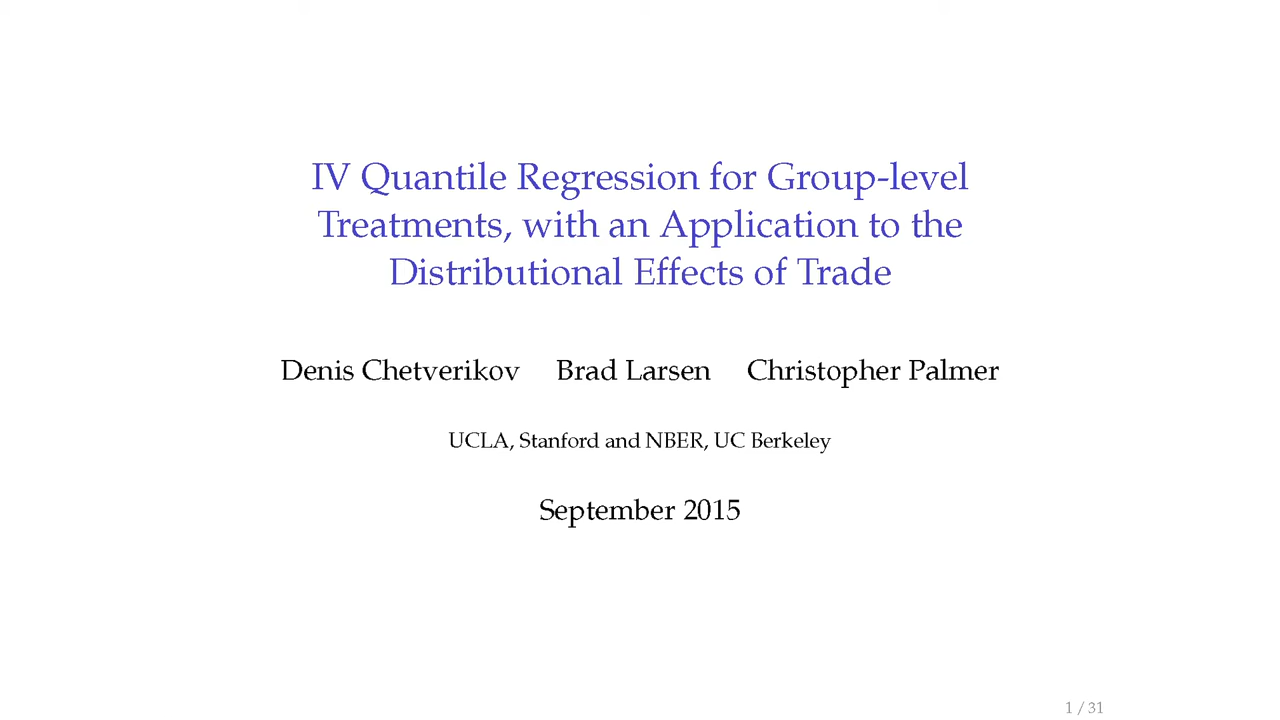 IV Quantile Regression for Group-level
Treatments, with an Application to the
Distributional Effects of Trade
Denis Chetverikov Brad Larsen Christopher Palmer
UCLA, Stanford and NBER, UC Berkeley
September 2015
1 / 31